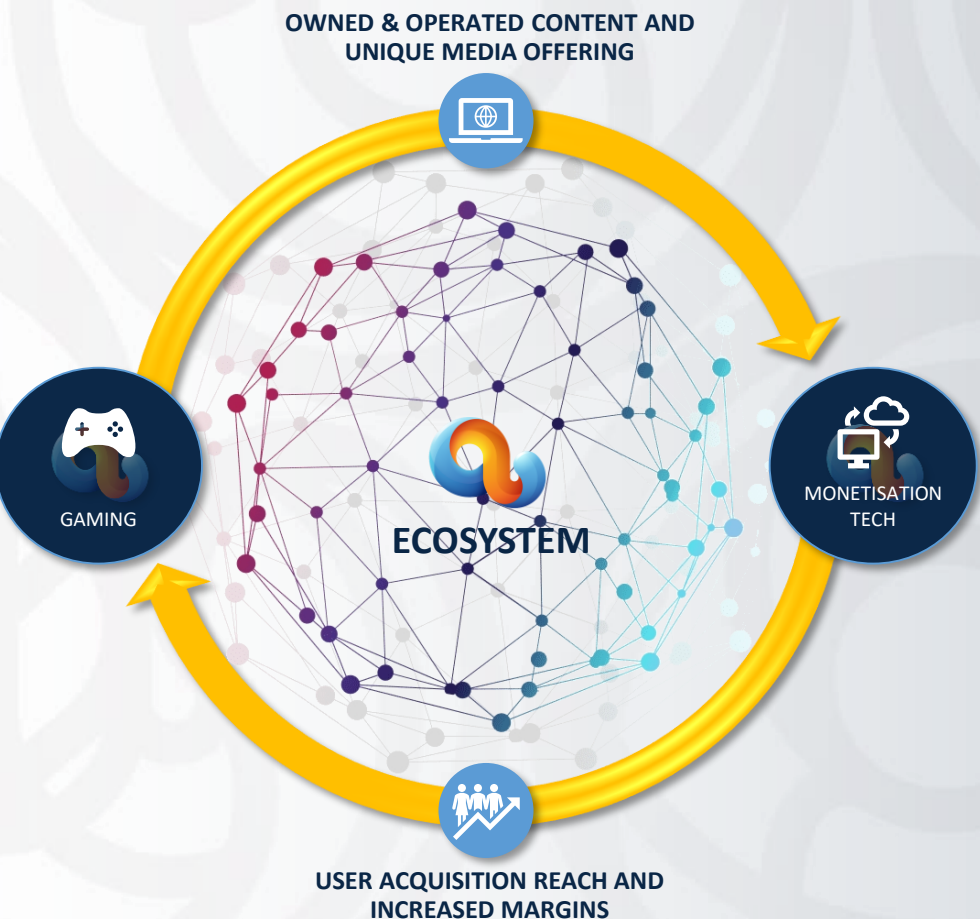 OWNED & OPERATED CONTENT AND
UNIQUE MEDIA OFFERING
GAMING
ECOSYSTEM
MONETISATION
TECH
USER ACQUISITION REACH AND
INCREASED MARGINS